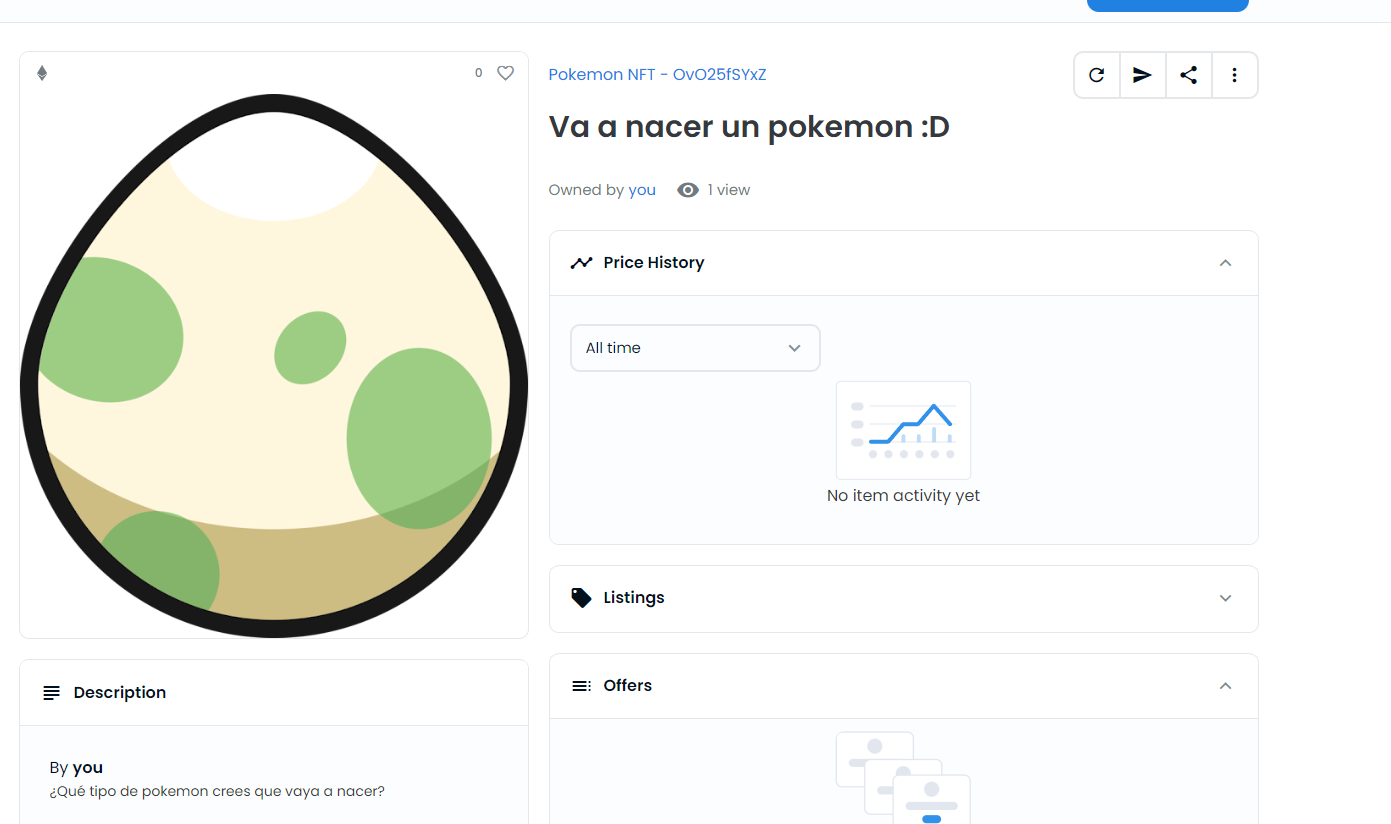 0
Pokemon NFT - OvO25fSYxZ
Va a nacer un pokemon :D
Owned by you 1 view
Price History
All time
No item activity yet
Listings
Offers
Description
By you
¿Qué tipo de pokemon crees que vaya a nacer?